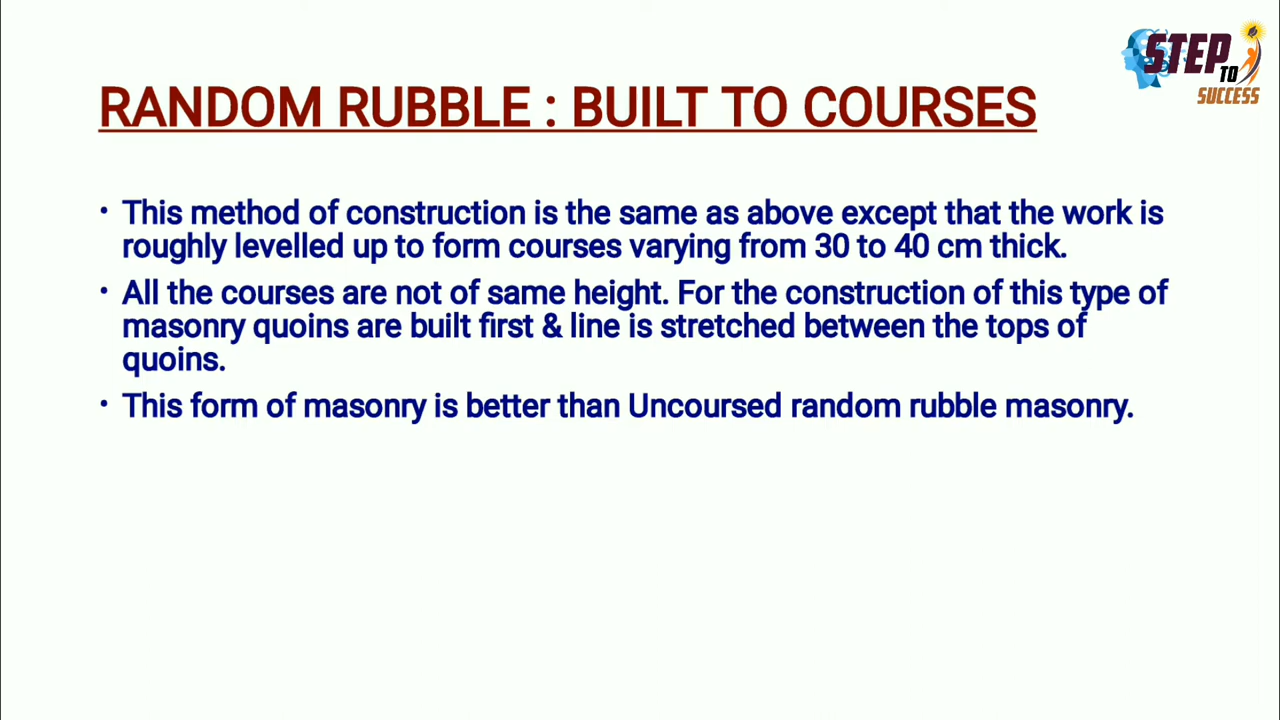 STEP
TO
SUCCESS
RANDOM RUBBLE : BUILT TO COURSES
• This method of construction is the same as above except that the work is
roughly levelled up to form courses varying from 30 to 40 cm thick.
• All the courses are not of same height. For the construction of this type of
masonry quoins are built first & line is stretched between the tops of
quoins.
• This form of masonry is better than Uncoursed random rubble masonry.